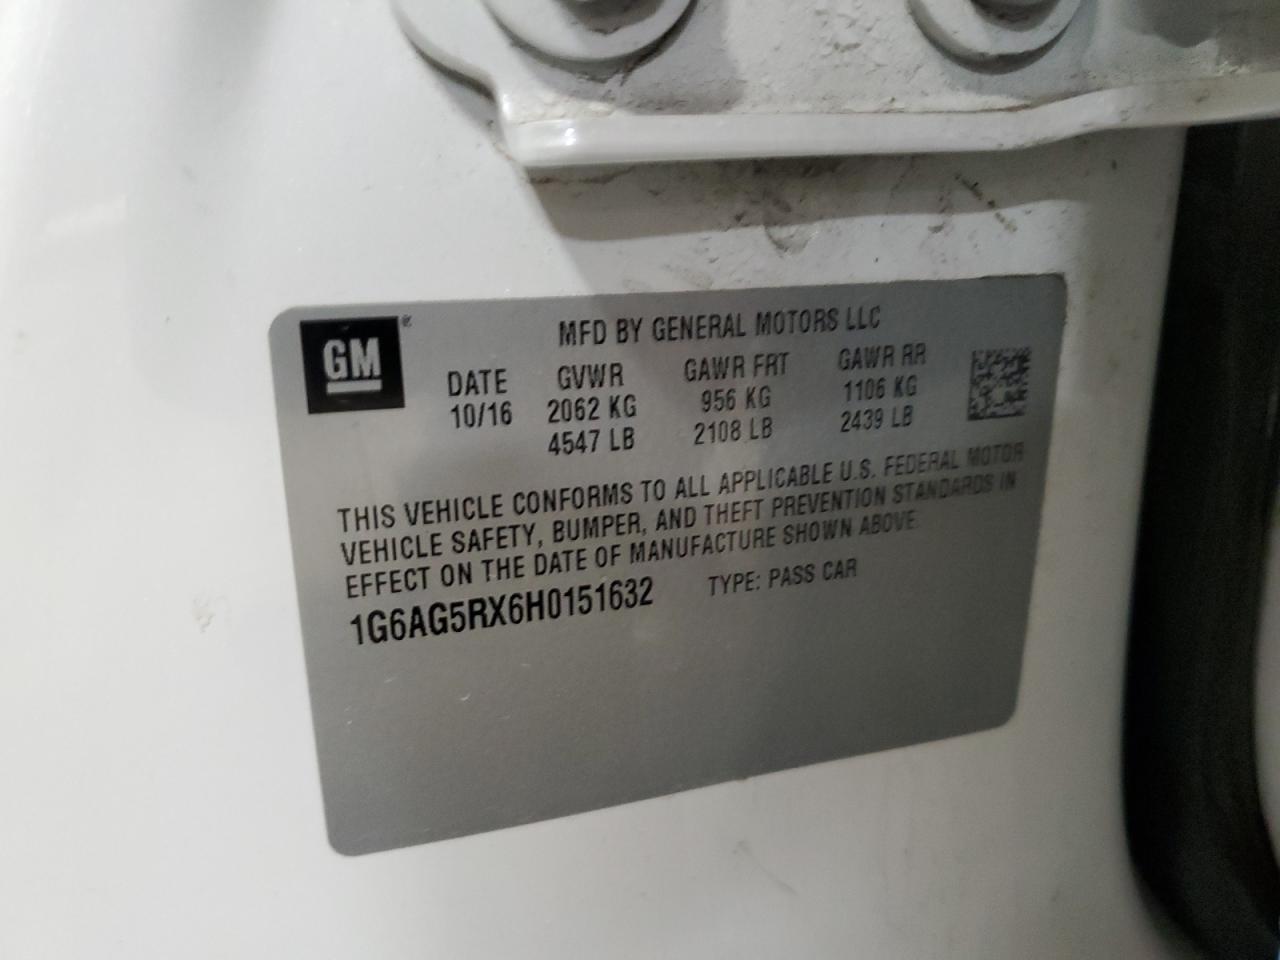 GM®
MFD BY GENERAL MOTORS LLC
DATE GVWR GAWR FRT GAWR RR
10/16 2062 KG 956 KG 1106 KG
4547 LB 2108 LB 2439 LB
THIS VEHICLE CONFORMS TO ALL APPLICABLE U.S. FEDERAL MOTOR
VEHICLE SAFETY, BUMPER, AND THEFT PREVENTION STANDARDS IN
EFFECT ON THE DATE OF MANUFACTURE SHOWN ABOVE.
1G6AG5RX6H0151632 TYPE: PASS CAR